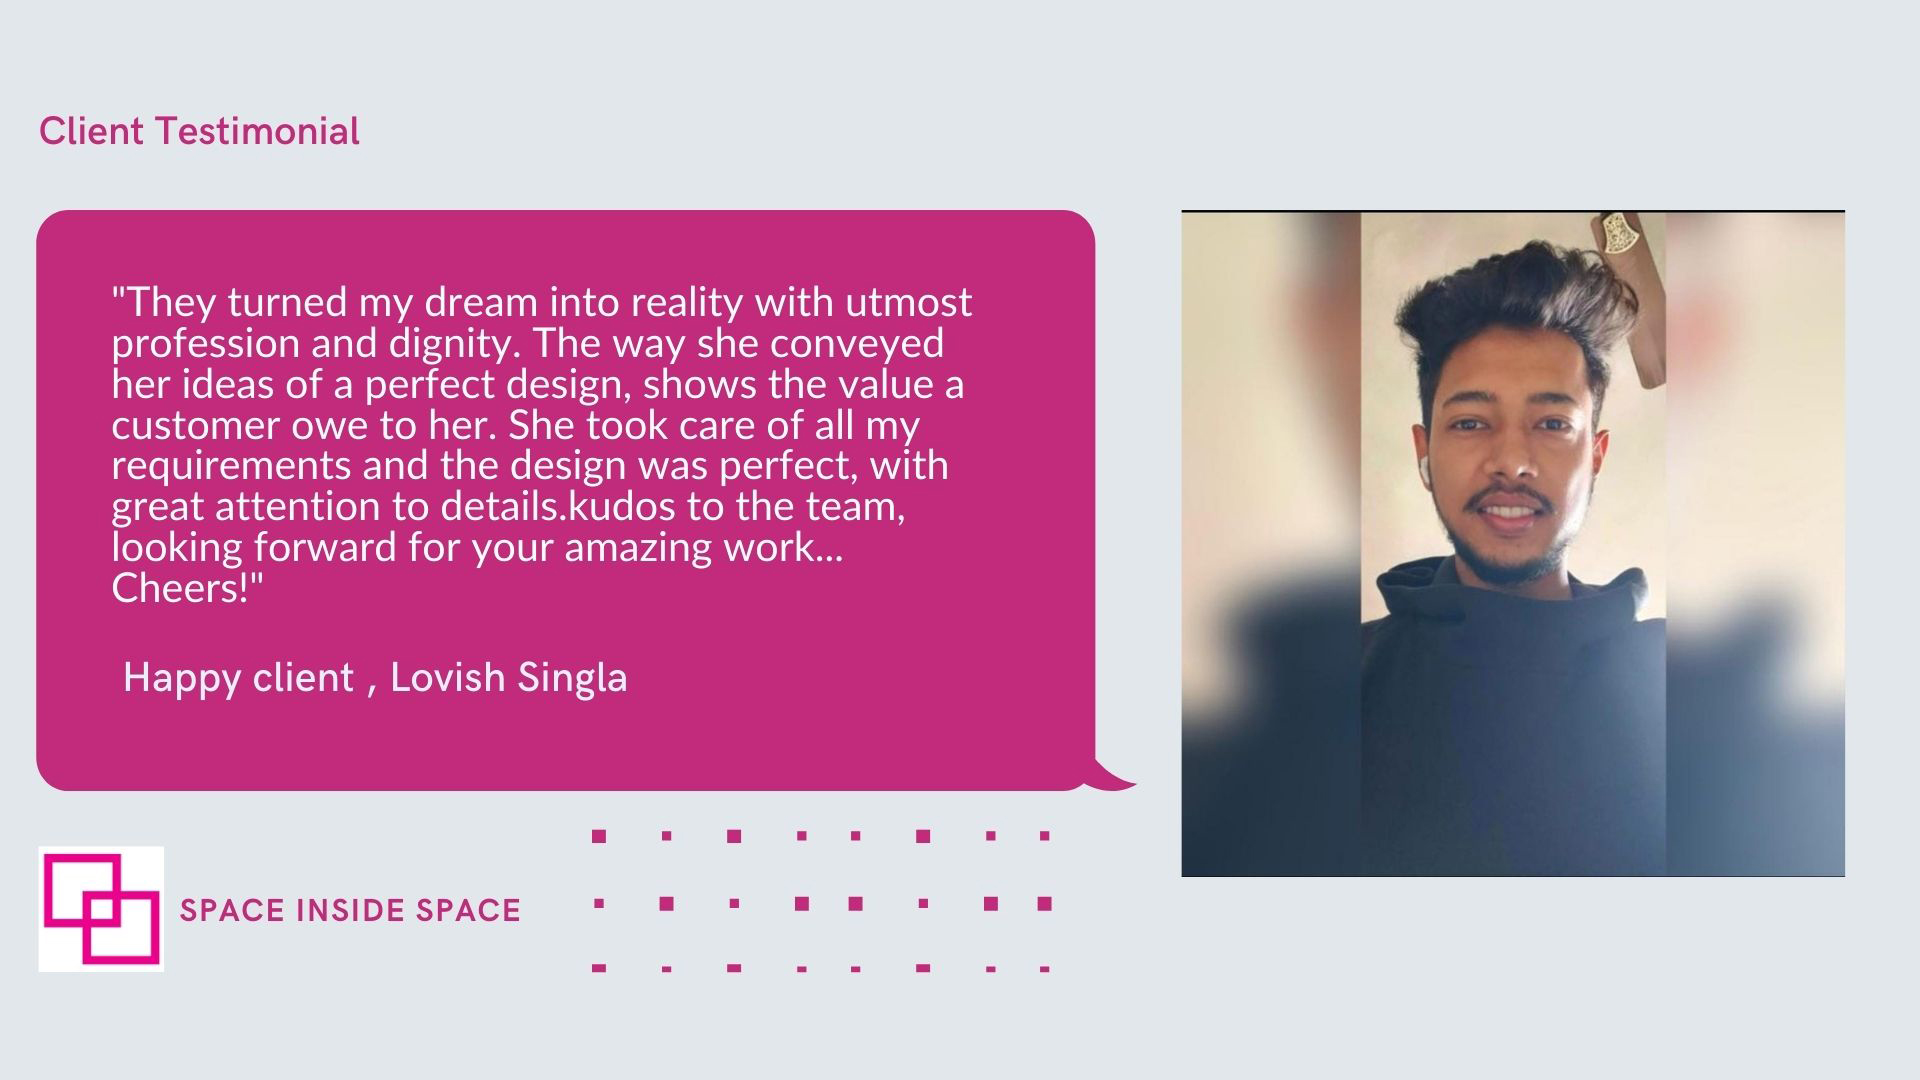 Client Testimonial
"They turned my dream into reality with utmost
profession and dignity. The way she conveyed
her ideas of a perfect design, shows the value a
customer owe to her. She took care of all my
requirements and the design was perfect, with
great attention to details.kudos to the team,
looking forward for your amazing work...
Cheers!"
Happy client , Lovish Singla
SPACE INSIDE SPACE